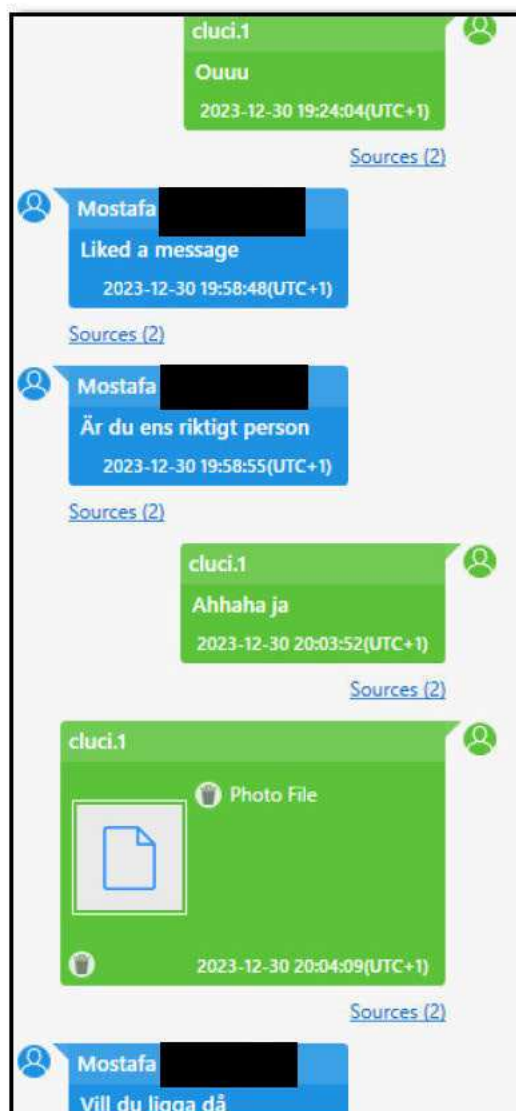 cluci.1
Ouuu
2023-12-30 19:24:04(UTC+1)
Sources (2)
Mostafa
Liked a message
2023-12-30 19:58:48(UTC+1)
Sources (2)
Mostafa
Är du ens riktigt person
2023-12-30 19:58:55(UTC+1)
Sources (2)
cluci.1
Ahhaha ja
2023-12-30 20:03:52(UTC+1)
Sources (2)
cluci.1
Photo File
2023-12-30 20:04:09(UTC+1)
Sources (2)
Mostafa
Vill du ligga då